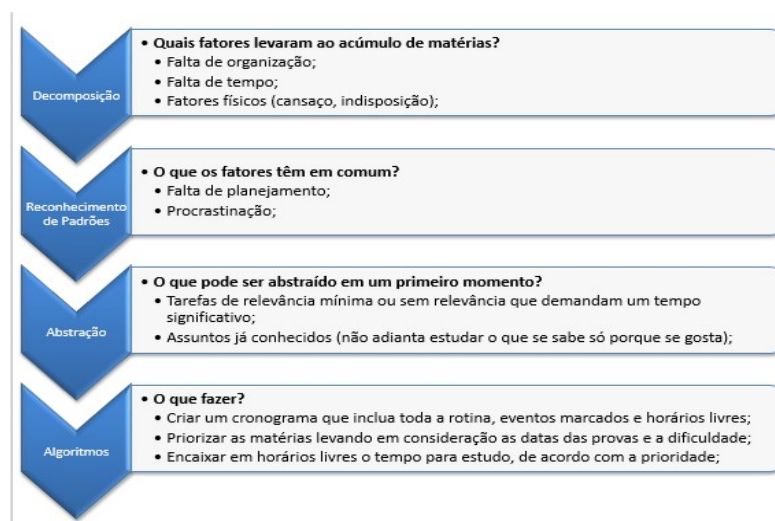 Decomposição
• Quais fatores levaram ao acúmulo de matérias?
• Falta de organização;
• Falta de tempo;
• Fatores físicos (cansaço, indisposição);
Reconhecimento
de Padrões
• O que os fatores têm em comum?
• Falta de planejamento;
• Procrastinação;
Abstração
• O que pode ser abstraído em um primeiro momento?
• Tarefas de relevância mínima ou sem relevância que demandam um tempo
significativo;
• Assuntos já conhecidos (não adianta estudar o que se sabe só porque se gosta);
Algoritmos
• O que fazer?
• Criar um cronograma que inclua toda a rotina, eventos marcados e horários livres;
• Priorizar as matérias levando em consideração as datas das provas e a dificuldade;
• Encaixar em horários livres o tempo para estudo, de acordo com a prioridade;